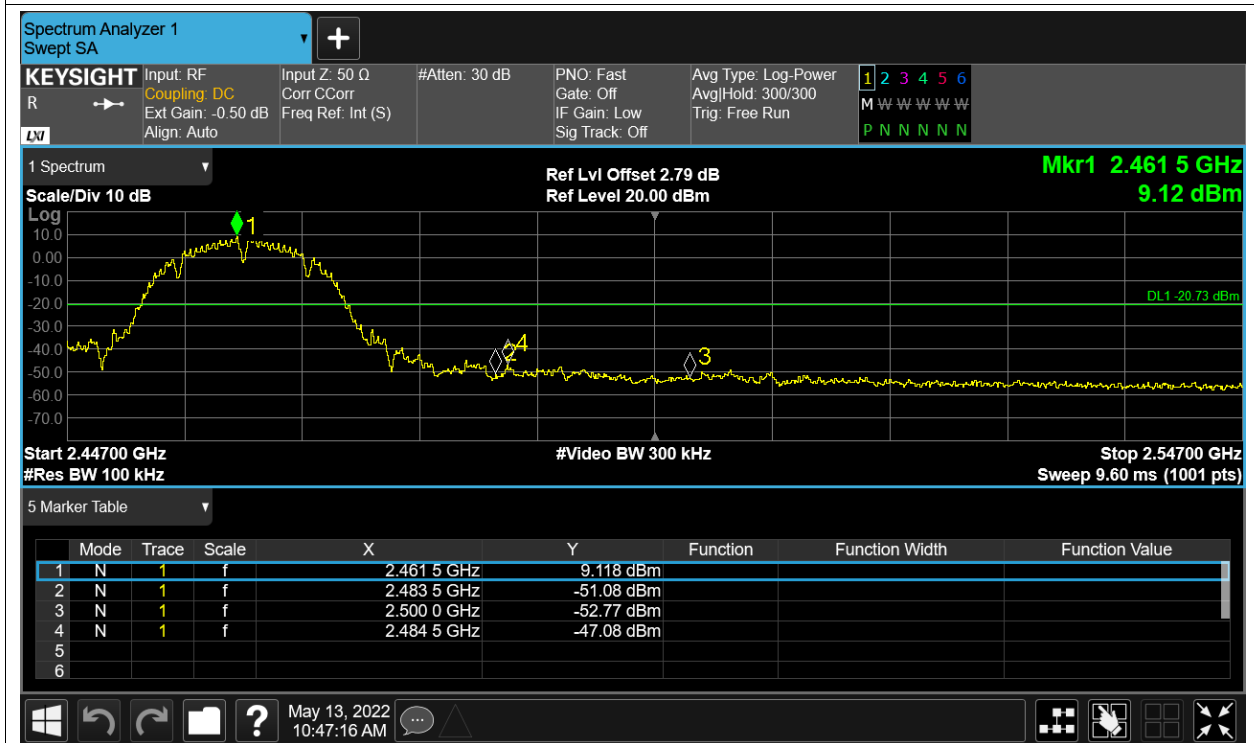 Spectrum Analyzer 1
Swept SA
+
KEYSIGHT Input: RF Input Z: 50 Ω #Atten: 30 dB PNO: Fast Avg Type: Log-Power 1 2 3 4 5 6
R Coupling: DC Corr CCorr Gate: Off Avg|Hold: 300/300 M W W W W W
Ext Gain: -0.50 dB Freq Ref: Int (S) IF Gain: Low Trig: Free Run
LXI Align: Auto Sig Track: Off P N N N N N
1 Spectrum Ref Lvl Offset 2.79 dB Mkr1 2.461 5 GHz
Scale/Div 10 dB Ref Level 20.00 dBm 9.12 dBm
Log
1
10.0
0.00
-10.0
-20.0 DL1 -20.73 dBm
-30.0
-40.0 2 4 3
-50.0
-60.0
-70.0
Start 2.44700 GHz #Video BW 300 kHz Stop 2.54700 GHz
#Res BW 100 kHz Sweep 9.60 ms (1001 pts)
5 Marker Table
Mode Trace Scale X Y Function Function Width Function Value
1 N 1 f 2.461 5 GHz 9.118 dBm
2 N 1 f 2.483 5 GHz -51.08 dBm
3 N 1 f 2.500 0 GHz -52.77 dBm
4 N 1 f 2.484 5 GHz -47.08 dBm
5
6
? May 13, 2022
10:47:16 AM